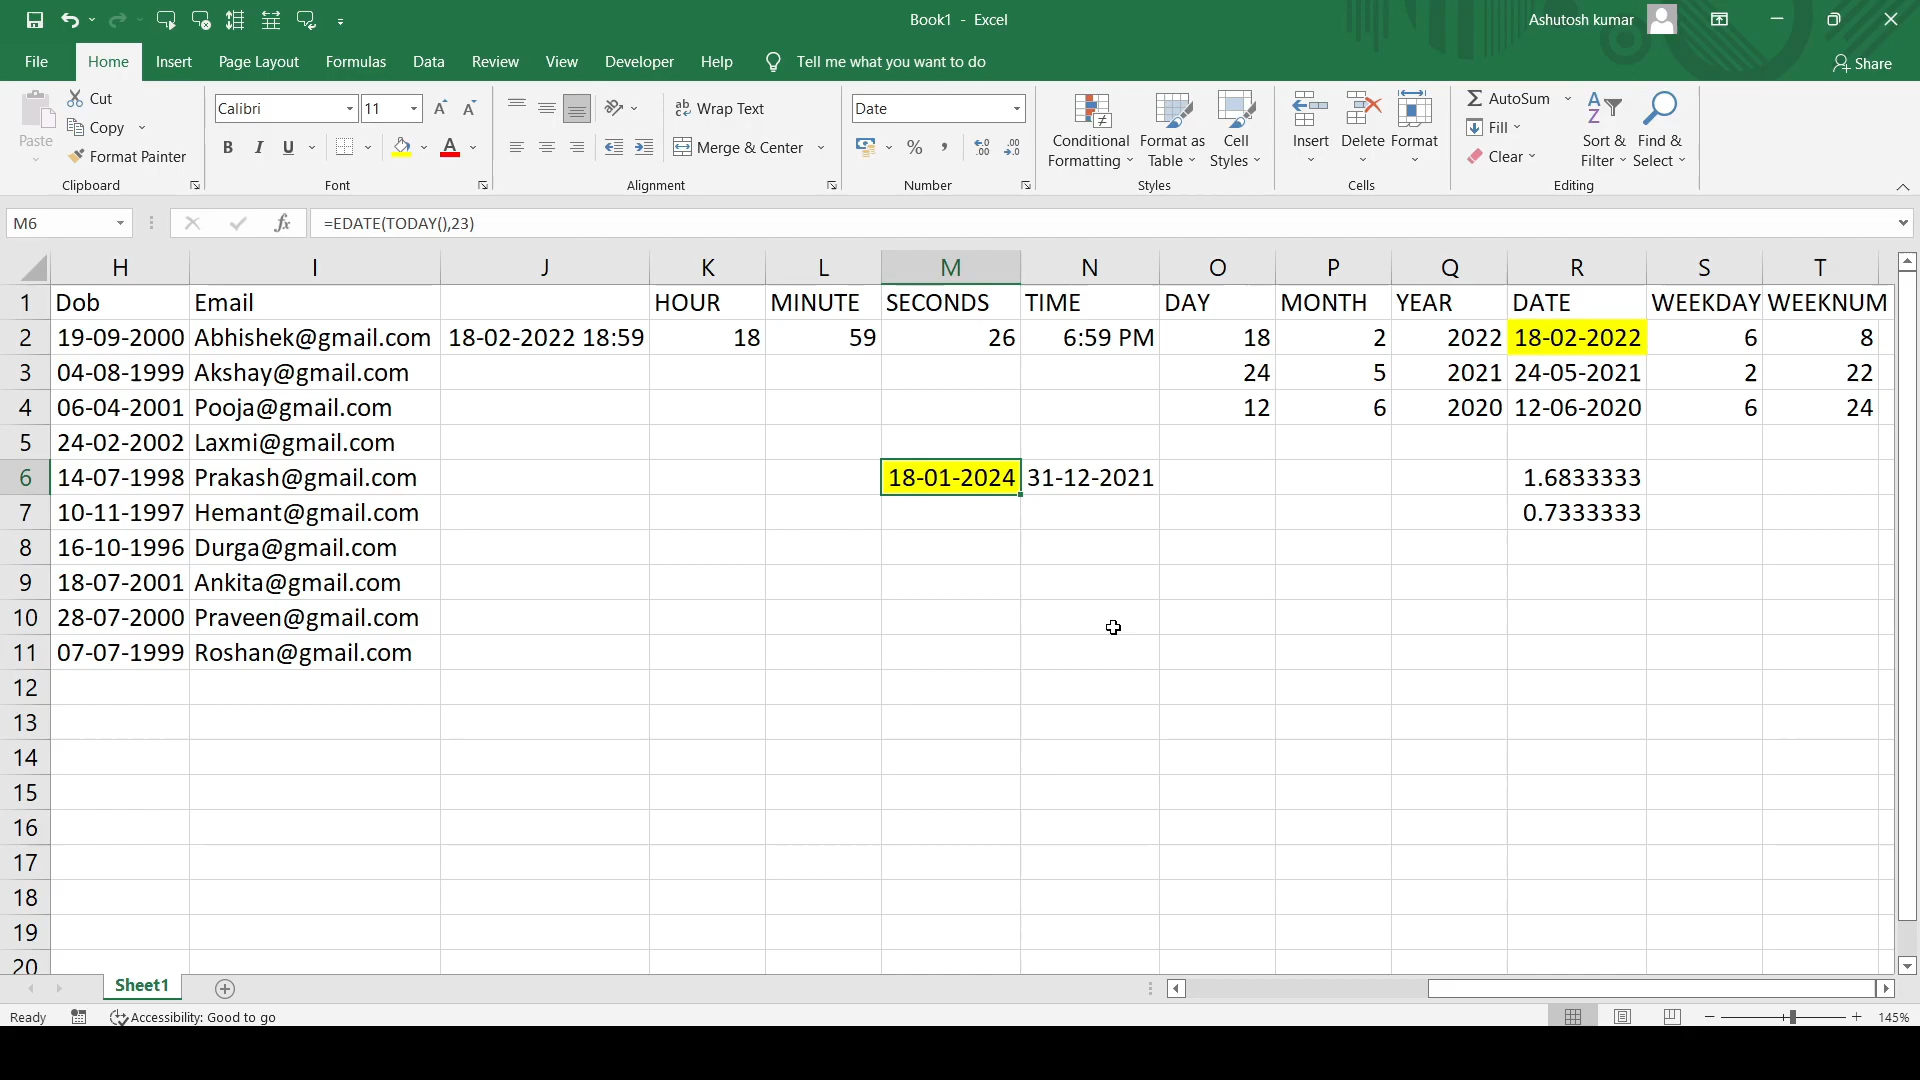 Book1 - Excel
Ashutosh kumar
File Home Insert Page Layout Formulas Data Review View Developer Help Tell me what you want to do
Share
Paste
Cut
Copy
Format Painter
Clipboard
Calibri 11
B I U
Font
Wrap Text
Merge & Center
Alignment
Date
%
.00
Number
Conditional Formatting
Format as Table
Cell Styles
Styles
Insert Delete Format
Cells
AutoSum
Fill
Clear
Sort & Filter
Find & Select
Editing
M6 fx =EDATE(TODAY(),23)
H I J K L M N O P Q R S T
1 Dob Email HOUR MINUTE SECONDS TIME DAY MONTH YEAR DATE WEEKDAY WEEKNUM
2 19-09-2000 Abhishek@gmail.com 18-02-2022 18:59 18 59 26 6:59 PM 18 2 2022 18-02-2022 6 8
3 04-08-1999 Akshay@gmail.com 24 5 2021 24-05-2021 2 22
4 06-04-2001 Pooja@gmail.com 12 6 2020 12-06-2020 6 24
5 24-02-2002 Laxmi@gmail.com
6 14-07-1998 Prakash@gmail.com 18-01-2024 31-12-2021 1.6833333
7 10-11-1997 Hemant@gmail.com 0.7333333
8 16-10-1996 Durga@gmail.com
9 18-07-2001 Ankita@gmail.com
10 28-07-2000 Praveen@gmail.com
11 07-07-1999 Roshan@gmail.com
12
13
14
15
16
17
18
19
20
Sheet1
Ready Accessibility: Good to go 145%